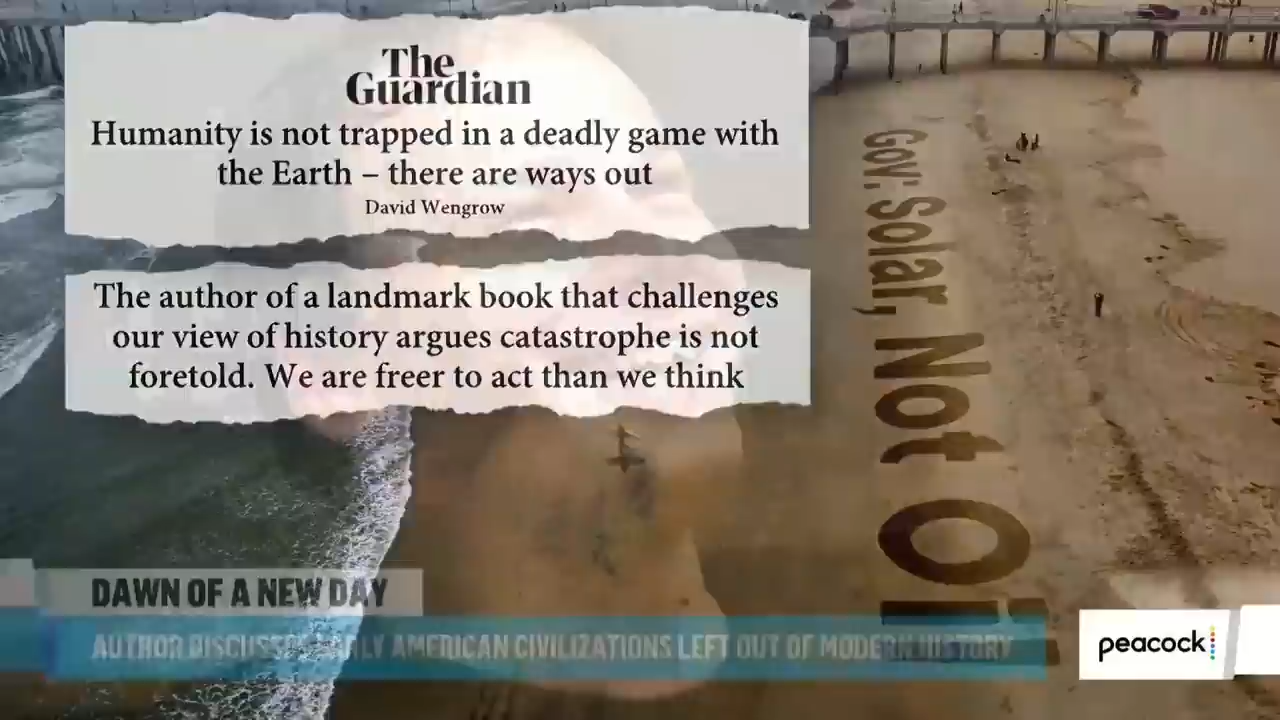 The
Guardian
Humanity is not trapped in a deadly game with
the Earth – there are ways out
David Wengrow
The author of a landmark book that challenges
our view of history argues catastrophe is not
foretold. We are freer to act than we think
Gov: Solar, Not Oil
DAWN OF A NEW DAY
AUTHOR DISCUSSES EARLY AMERICAN CIVILIZATIONS LEFT OUT OF MODERN HISTORY
peacock